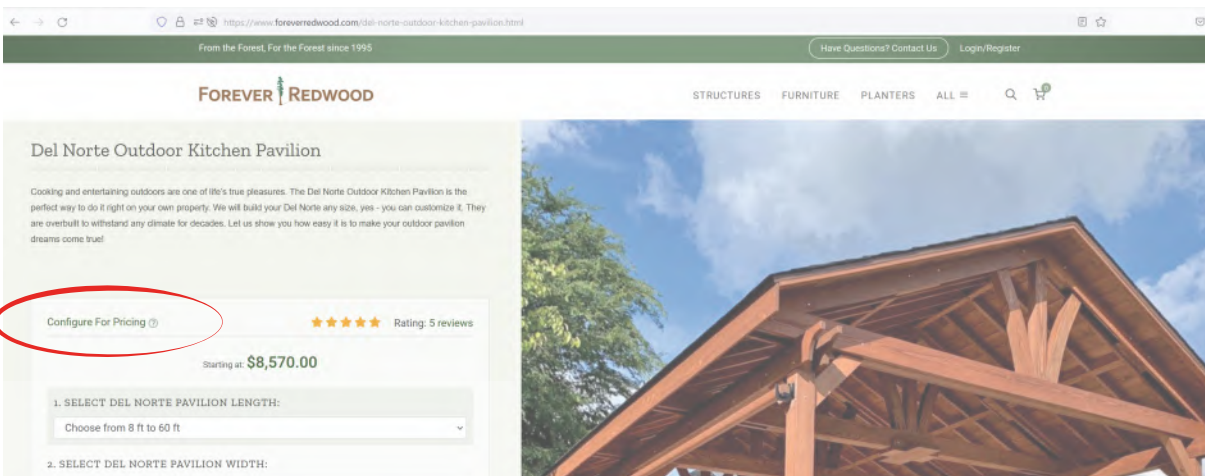 https://www.foreverredwood.com/del-norte-outdoor-kitchen-pavilion.html
From the Forest, For the Forest since 1995
Have Questions? Contact Us
Login/Register
FOREVER REDWOOD
STRUCTURES FURNITURE PLANTERS ALL
0
Del Norte Outdoor Kitchen Pavilion
Cooking and entertaining outdoors are one of life's true pleasures. The Del Norte Outdoor Kitchen Pavilion is the
perfect way to do it right on your own property. We will build your Del Norte any size, yes - you can customize it. They
are overbuilt to withstand any climate for decades. Let us show you how easy it is to make your outdoor pavilion
dreams come true!
Configure For Pricing ?
Rating: 5 reviews
Starting at: $8,570.00
1. SELECT DEL NORTE PAVILION LENGTH:
Choose from 8 ft to 60 ft
2. SELECT DEL NORTE PAVILION WIDTH: